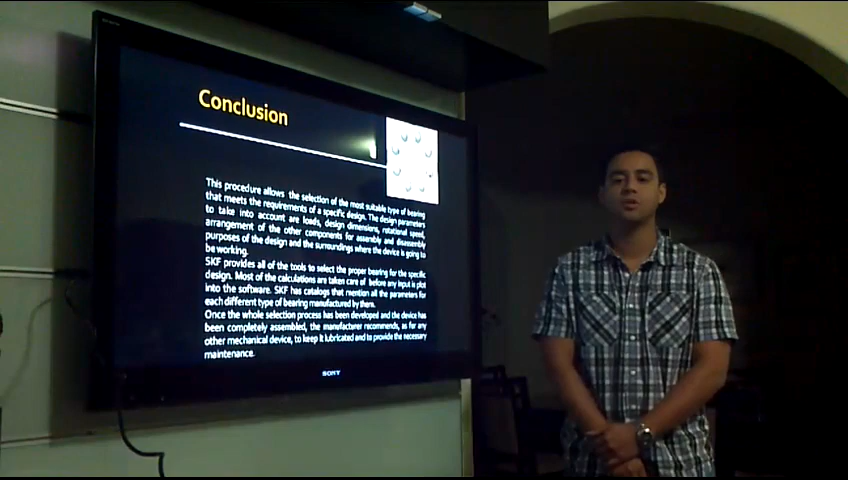 SONY
Conclusion
This procedure allows the selection of the most suitable type of bearing
that meets the requirements of a specific design. The design parameters
to take into account are loads, design dimensions, rotational speed,
arrangement of the other components for assembly and disassembly
purposes of the design and the surroundings where the device is going to
be working.
SKF provides all of the tools to select the proper bearing for the specific
design. Most of the calculations are taken care of before any input is plot
into the software. SKF has catalogs that mention all the parameters for
each different type of bearing manufactured by them.
Once the whole selection process has been developed and the device has
been completely assembled, the manufacturer recommends, as for any
other mechanical device, to keep it lubricated and to provide the necessary
maintenance.
SONY